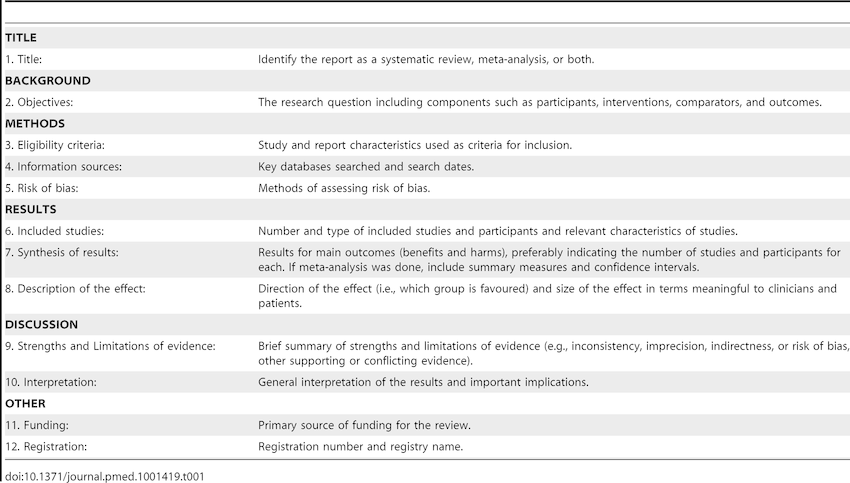 TITLE
1. Title: Identify the report as a systematic review, meta-analysis, or both.
BACKGROUND
2. Objectives: The research question including components such as participants, interventions, comparators, and outcomes.
METHODS
3. Eligibility criteria: Study and report characteristics used as criteria for inclusion.
4. Information sources: Key databases searched and search dates.
5. Risk of bias: Methods of assessing risk of bias.
RESULTS
6. Included studies: Number and type of included studies and participants and relevant characteristics of studies.
7. Synthesis of results: Results for main outcomes (benefits and harms), preferably indicating the number of studies and participants for
each. If meta-analysis was done, include summary measures and confidence intervals.
8. Description of the effect: Direction of the effect (i.e., which group is favoured) and size of the effect in terms meaningful to clinicians and
patients.
DISCUSSION
9. Strengths and Limitations of evidence: Brief summary of strengths and limitations of evidence (e.g., inconsistency, imprecision, indirectness, or risk of bias,
other supporting or conflicting evidence).
10. Interpretation: General interpretation of the results and important implications.
OTHER
11. Funding: Primary source of funding for the review.
12. Registration: Registration number and registry name.
doi:10.1371/journal.pmed.1001419.t001